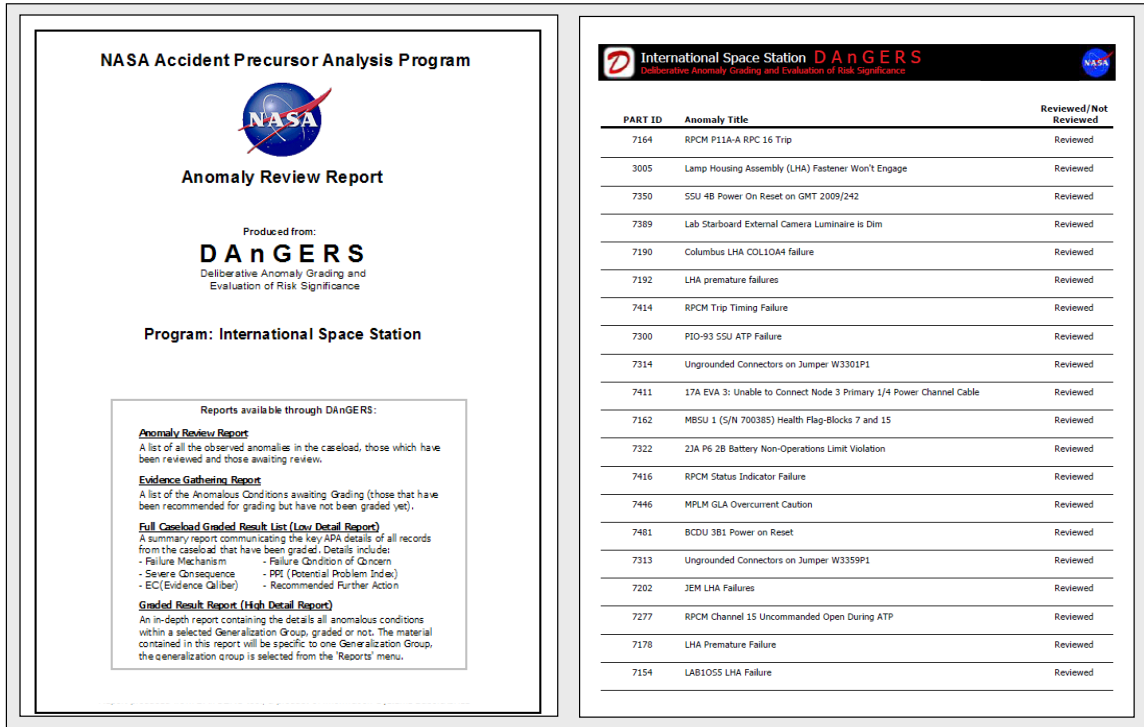 NASA Accident Precursor Analysis Program
NASA
Anomaly Review Report
Produced from:
DAnGERS
Deliberative Anomaly Grading and
Evaluation of Risk Significance
Program: International Space Station
Reports available through DAnGERS:
Anomaly Review Report
A list of all the observed anomalies in the caseload, those which have
been reviewed and those awaiting review.
Evidence Gathering Report
A list of the Anomalous Conditions awaiting Grading (those that have
been recommended for grading but have not been graded yet).
Full Caseload Graded Result List (Low Detail Report)
A summary report communicating the key APA details of all records
from the caseload that have been graded. Details include:
- Failure Mechanism - Failure Condition of Concern
- Severe Consequence - PPI (Potential Problem Index)
- EC(Evidence Caliber) - Recommended Further Action
Graded Result Report (High Detail Report)
An in-depth report containing the details all anomalous conditions
within a selected Generalization Group, graded or not. The material
contained in this report will be specific to one Generalization Group,
the generalization group is selected from the 'Reports' menu.
D International Space Station DAnGERS NASA
Deliberative Anomaly Grading and Evaluation of Risk Significance
PART ID Anomaly Title Reviewed/Not Reviewed
7164 RPCM P11A-A RPC 16 Trip Reviewed
3005 Lamp Housing Assembly (LHA) Fastener Won't Engage Reviewed
7350 SSU 4B Power On Reset on GMT 2009/242 Reviewed
7389 Lab Starboard External Camera Luminaire is Dim Reviewed
7190 Columbus LHA COL1OA4 failure Reviewed
7192 LHA premature failures Reviewed
7414 RPCM Trip Timing Failure Reviewed
7300 PIO-93 SSU ATP Failure Reviewed
7314 Ungrounded Connectors on Jumper W3301P1 Reviewed
7411 17A EVA 3: Unable to Connect Node 3 Primary 1/4 Power Channel Cable Reviewed
7162 MBSU 1 (S/N 700385) Health Flag-Blocks 7 and 15 Reviewed
7322 2JA P6 2B Battery Non-Operations Limit Violation Reviewed
7416 RPCM Status Indicator Failure Reviewed
7446 MPLM GLA Overcurrent Caution Reviewed
7481 BCDU 3B1 Power on Reset Reviewed
7313 Ungrounded Connectors on Jumper W3359P1 Reviewed
7202 JEM LHA Failures Reviewed
7277 RPCM Channel 15 Uncommanded Open During ATP Reviewed
7178 LHA Premature Failure Reviewed
7154 LAB1OS5 LHA Failure Reviewed